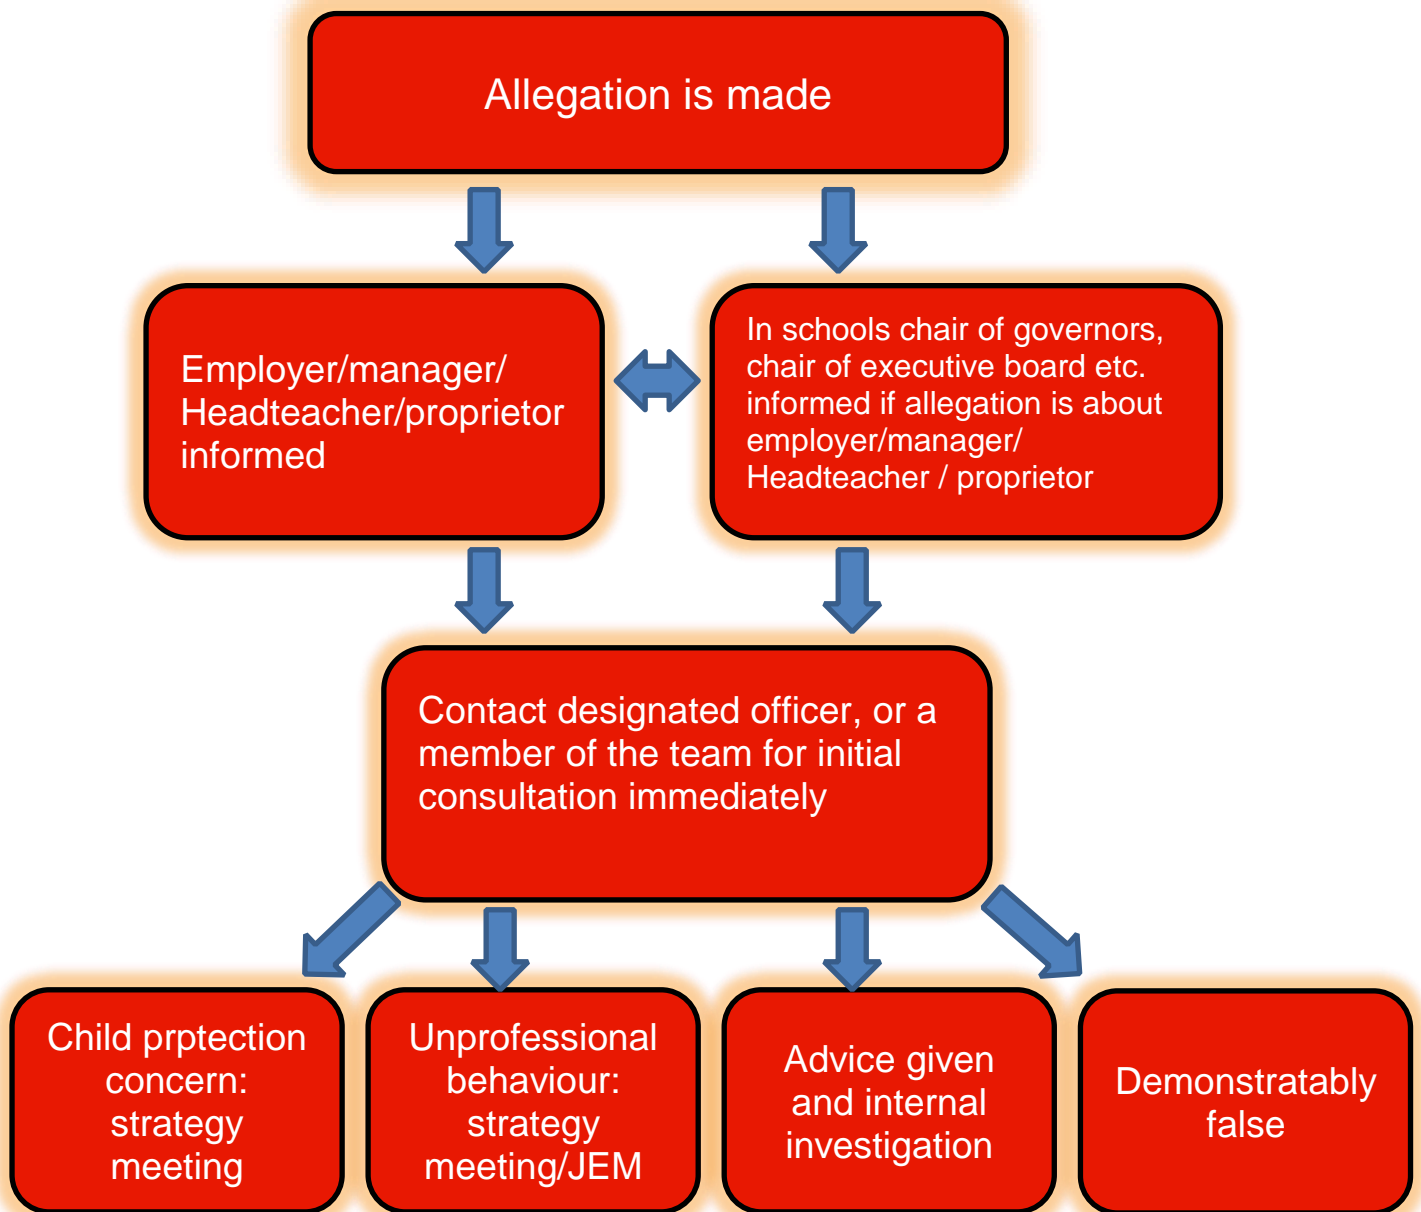 Allegation is made
Employer/manager/
Headteacher/proprietor
informed
In schools chair of governors,
chair of executive board etc.
informed if allegation is about
employer/manager/
Headteacher / proprietor
Contact designated officer, or a
member of the team for initial
consultation immediately
Child prptection
concern:
strategy
meeting
Unprofessional
behaviour:
strategy
meeting/JEM
Advice given
and internal
investigation
Demonstratably
false